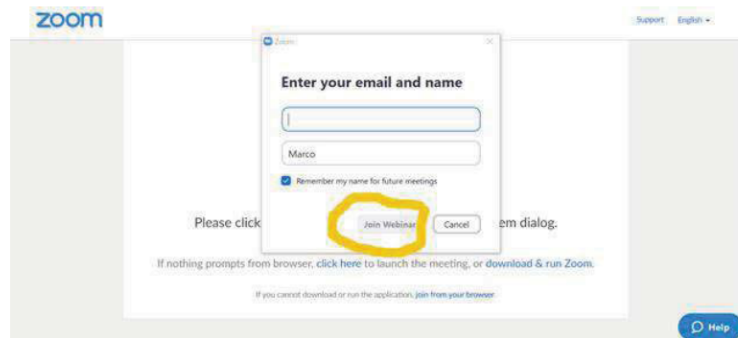 zoom
Support English
Zoom
Enter your email and name
Marco
Remember my name for future meetings
Join Webinar Cancel
Please click em dialog.
If nothing prompts from browser, click here to launch the meeting, or download & run Zoom.
If you cannot download or run the application, join from your browser
Help